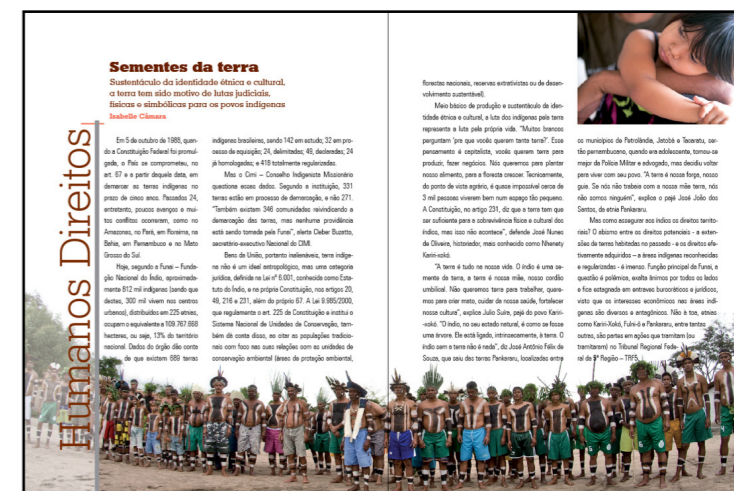 Humanos Direitos
Sementes da terra
Sustentáculo da identidade étnica e cultural,
a terra tem sido motivo de lutas judiciais,
físicas e simbólicas para os povos indígenas
Isabelle Câmara
Em 5 de outubro de 1988, quan-
do a Constituição Federal foi promul-
gada, o País se comprometeu, no
art. 67 e a partir daquela data, em
demarcar as terras indígenas no
prazo de cinco anos. Passados 24,
entretanto, poucos avanços e mui-
tos conflitos ocorreram, como no
Amazonas, no Pará, em Roraima, na
Bahia, em Pernambuco e no Mato
Grosso do Sul.
Hoje, segundo a Funai – Funda-
ção Nacional do Índio, aproximada-
mente 812 mil indígenas (sendo que
destes, 300 mil vivem nos centros
urbanos), distribuídos em 225 etnias,
ocupam o equivalente a 109.767.668
hectares, ou seja, 13% do território
nacional. Dados do órgão dão conta
de que existem 689 terras
indígenas brasileiras, sendo 142 em estudo; 32 em pro-
cesso de equisição; 24, delimitadas; 49, declaradas; 24
já homologadas; e 418 totalmente regularizadas.
Mas o Cimi – Conselho Indigenista Missionário
questiona esses dados. Segundo a instituição, 331
terras estão em processo de demarcação, e não 271.
"Também existem 346 comunidades reivindicando a
demarcação das terras, mas nenhuma providência
está sendo tomada pela Funai", alerta Cleber Buzatto,
secretário-executivo Nacional do CIMI.
Bens da União, portanto inalienáveis, terra indíge-
na não é um ideal antropológico, mas uma categoria
jurídica, definida na Lei nº 6.001, conhecida como Esta-
tuto do Índio, e na própria Constituição, nos artigos 20,
49, 216 e 231, além do próprio 67. A Lei 9.985/2000,
que regulamenta o art. 225 da Constituição e institui o
Sistema Nacional de Unidades de Conservação, tam-
bém dá conta disso, ao citar as populações tradicio-
nais com foco nas suas relações com as unidades de
conservação ambiental (áreas de proteção ambiental,
florestas nacionais, reservas extrativistas ou de desen-
volvimento sustentável).
Meio básico de produção e sustentáculo da iden-
tidade étnica e cultural, a luta dos indígenas pela terra
representa a luta pela própria vida. "Muitos brancos
perguntam 'pra que vocês querem tanta terra?'. Esse
pensamento é capitalista, vocês querem terra para
produzir, fazer negócios. Nós queremos para plantar
nosso alimento, para a floresta crescer. Tecnicamente,
do ponto de vista agrário, é quase impossível cerca de
3 mil pessoas viverem bem num espaço tão pequeno.
A Constituição, no artigo 231, diz que a terra tem que
ser suficiente para a sobrevivência física e cultural dos
índios, mas isso não acontece", defende José Nunes
de Oliveira, historiador, mais conhecido como Nhenety
Kariri-xokó.
"A terra é tudo na nossa vida. O índio é uma se-
mente da terra, a terra é nossa mãe, nosso cordão
umbilical. Não queremos terra para trabalhar, quere-
mos para criar mato, cuidar de nossa saúde, fortalecer
nossa cultura", explica Julio Suíra, pajé do povo Kariri-
-xokó. "O índio, no seu estado natural, é como se fosse
uma árvore. Ele está ligado, intrinsecamente, à terra. O
índio sem a terra não é nada", diz José Antônio Félix de
Souza, que saiu das terras Pankararu, localizadas entre
os municípios de Petrolândia, Jatobá e Tacaratu, ser-
tão pernambucano, quando era adolescente, tornou-se
major da Polícia Militar e advogado, mas decidiu voltar
para viver com seu povo. "A terra é nossa força, nosso
guia. Se nós não trabaia com a nossa mãe terra, nós
não somos ninguém", explica o pajé José João dos
Santos, da etnia Pankararu.
Mas como assegurar aos índios os direitos territo-
riais? O abismo entre os direitos potenciais - a exten-
sões de terras habitadas no passado - e os direitos efe-
tivamente adquiridos – a áreas indígenas reconhecidas
e regularizadas - é imenso. Função principal da Funai, a
questão é polêmica, exalta ânimos por todos os lados
e fica estagnada em entraves burocráticos e jurídicos,
visto que os interesses econômicos nas áreas indí-
genas são diversos e antagônicos. Não à toa, etnias
como Kariri-Xokó, Fulni-ô e Pankararu, entre tantas
outras, são partes em ações que tramitam (ou
tramitaram) no Tribunal Regional Fede-
ral da 5ª Região – TRF5.